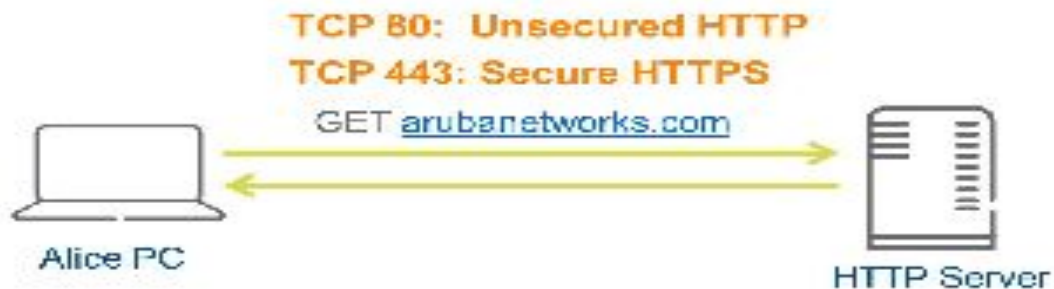 TCP 80: Unsecured HTTP
TCP 443: Secure HTTPS
GET arubanetworks.com
Alice PC
HTTP Server